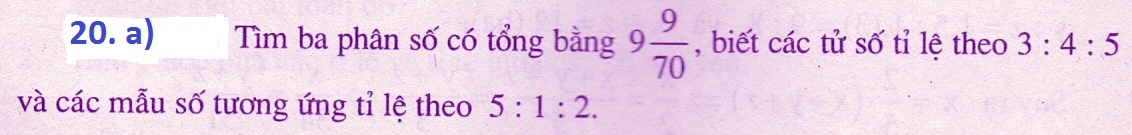 20. a) Tìm ba phân số có tổng bằng 9 9/70, biết các tử số tỉ lệ theo 3 : 4 : 5
và các mẫu số tương ứng tỉ lệ theo 5 : 1 : 2.